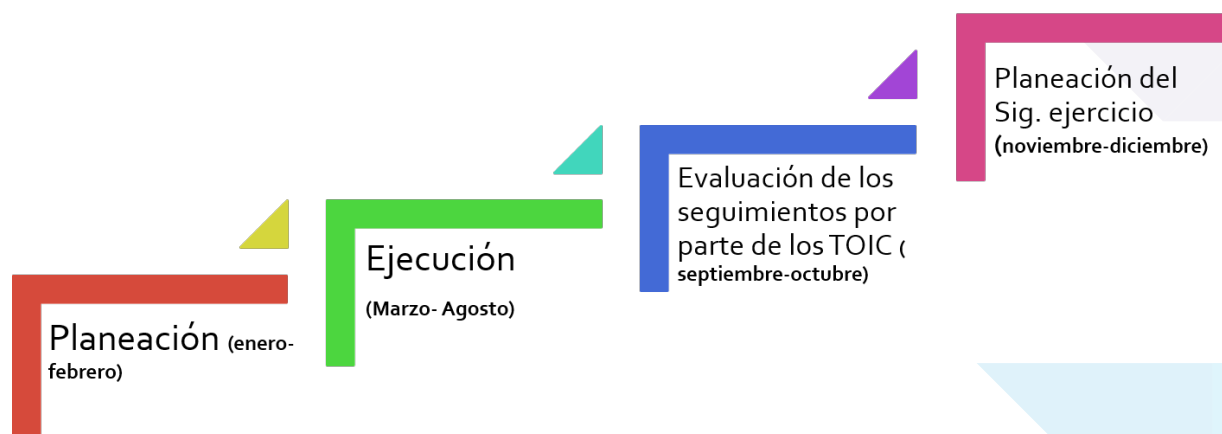 Planeación (enero-
febrero)
Ejecución
(Marzo- Agosto)
Evaluación de los
seguimientos por
parte de los TOIC (
septiembre-octubre)
Planeación del
Sig. ejercicio
(noviembre-diciembre)